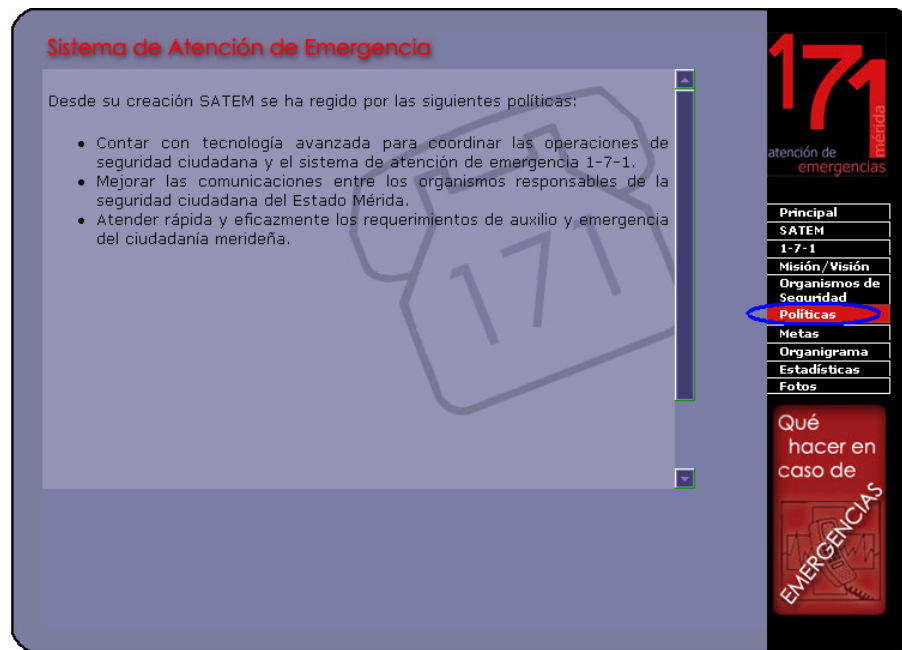 Sistema de Atención de Emergencia
Desde su creación SATEM se ha regido por las siguientes políticas:
• Contar con tecnología avanzada para coordinar las operaciones de
seguridad ciudadana y el sistema de atención de emergencia 1-7-1.
• Mejorar las comunicaciones entre los organismos responsables de la
seguridad ciudadana del Estado Mérida.
• Atender rápida y eficazmente los requerimientos de auxilio y emergencia
del ciudadanía merideña.
171
171
mérida
atención de
emergencias
Principal
SATEM
1-7-1
Misión/Visión
Organismos de
Seguridad
Políticas
Metas
Organigrama
Estadísticas
Fotos
Qué
hacer en
caso de
EMERGENCIAS